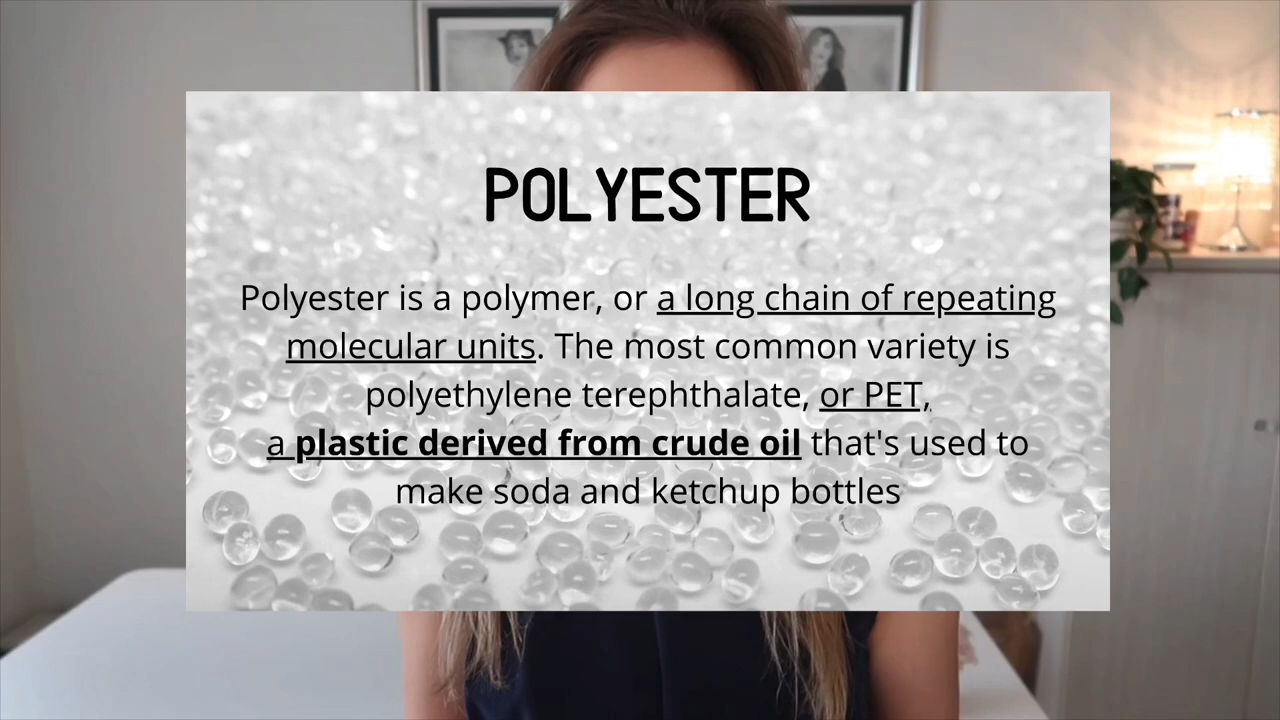 POLYESTER
Polyester is a polymer, or a long chain of repeating
molecular units. The most common variety is
polyethylene terephthalate, or PET,
a plastic derived from crude oil that's used to
make soda and ketchup bottles